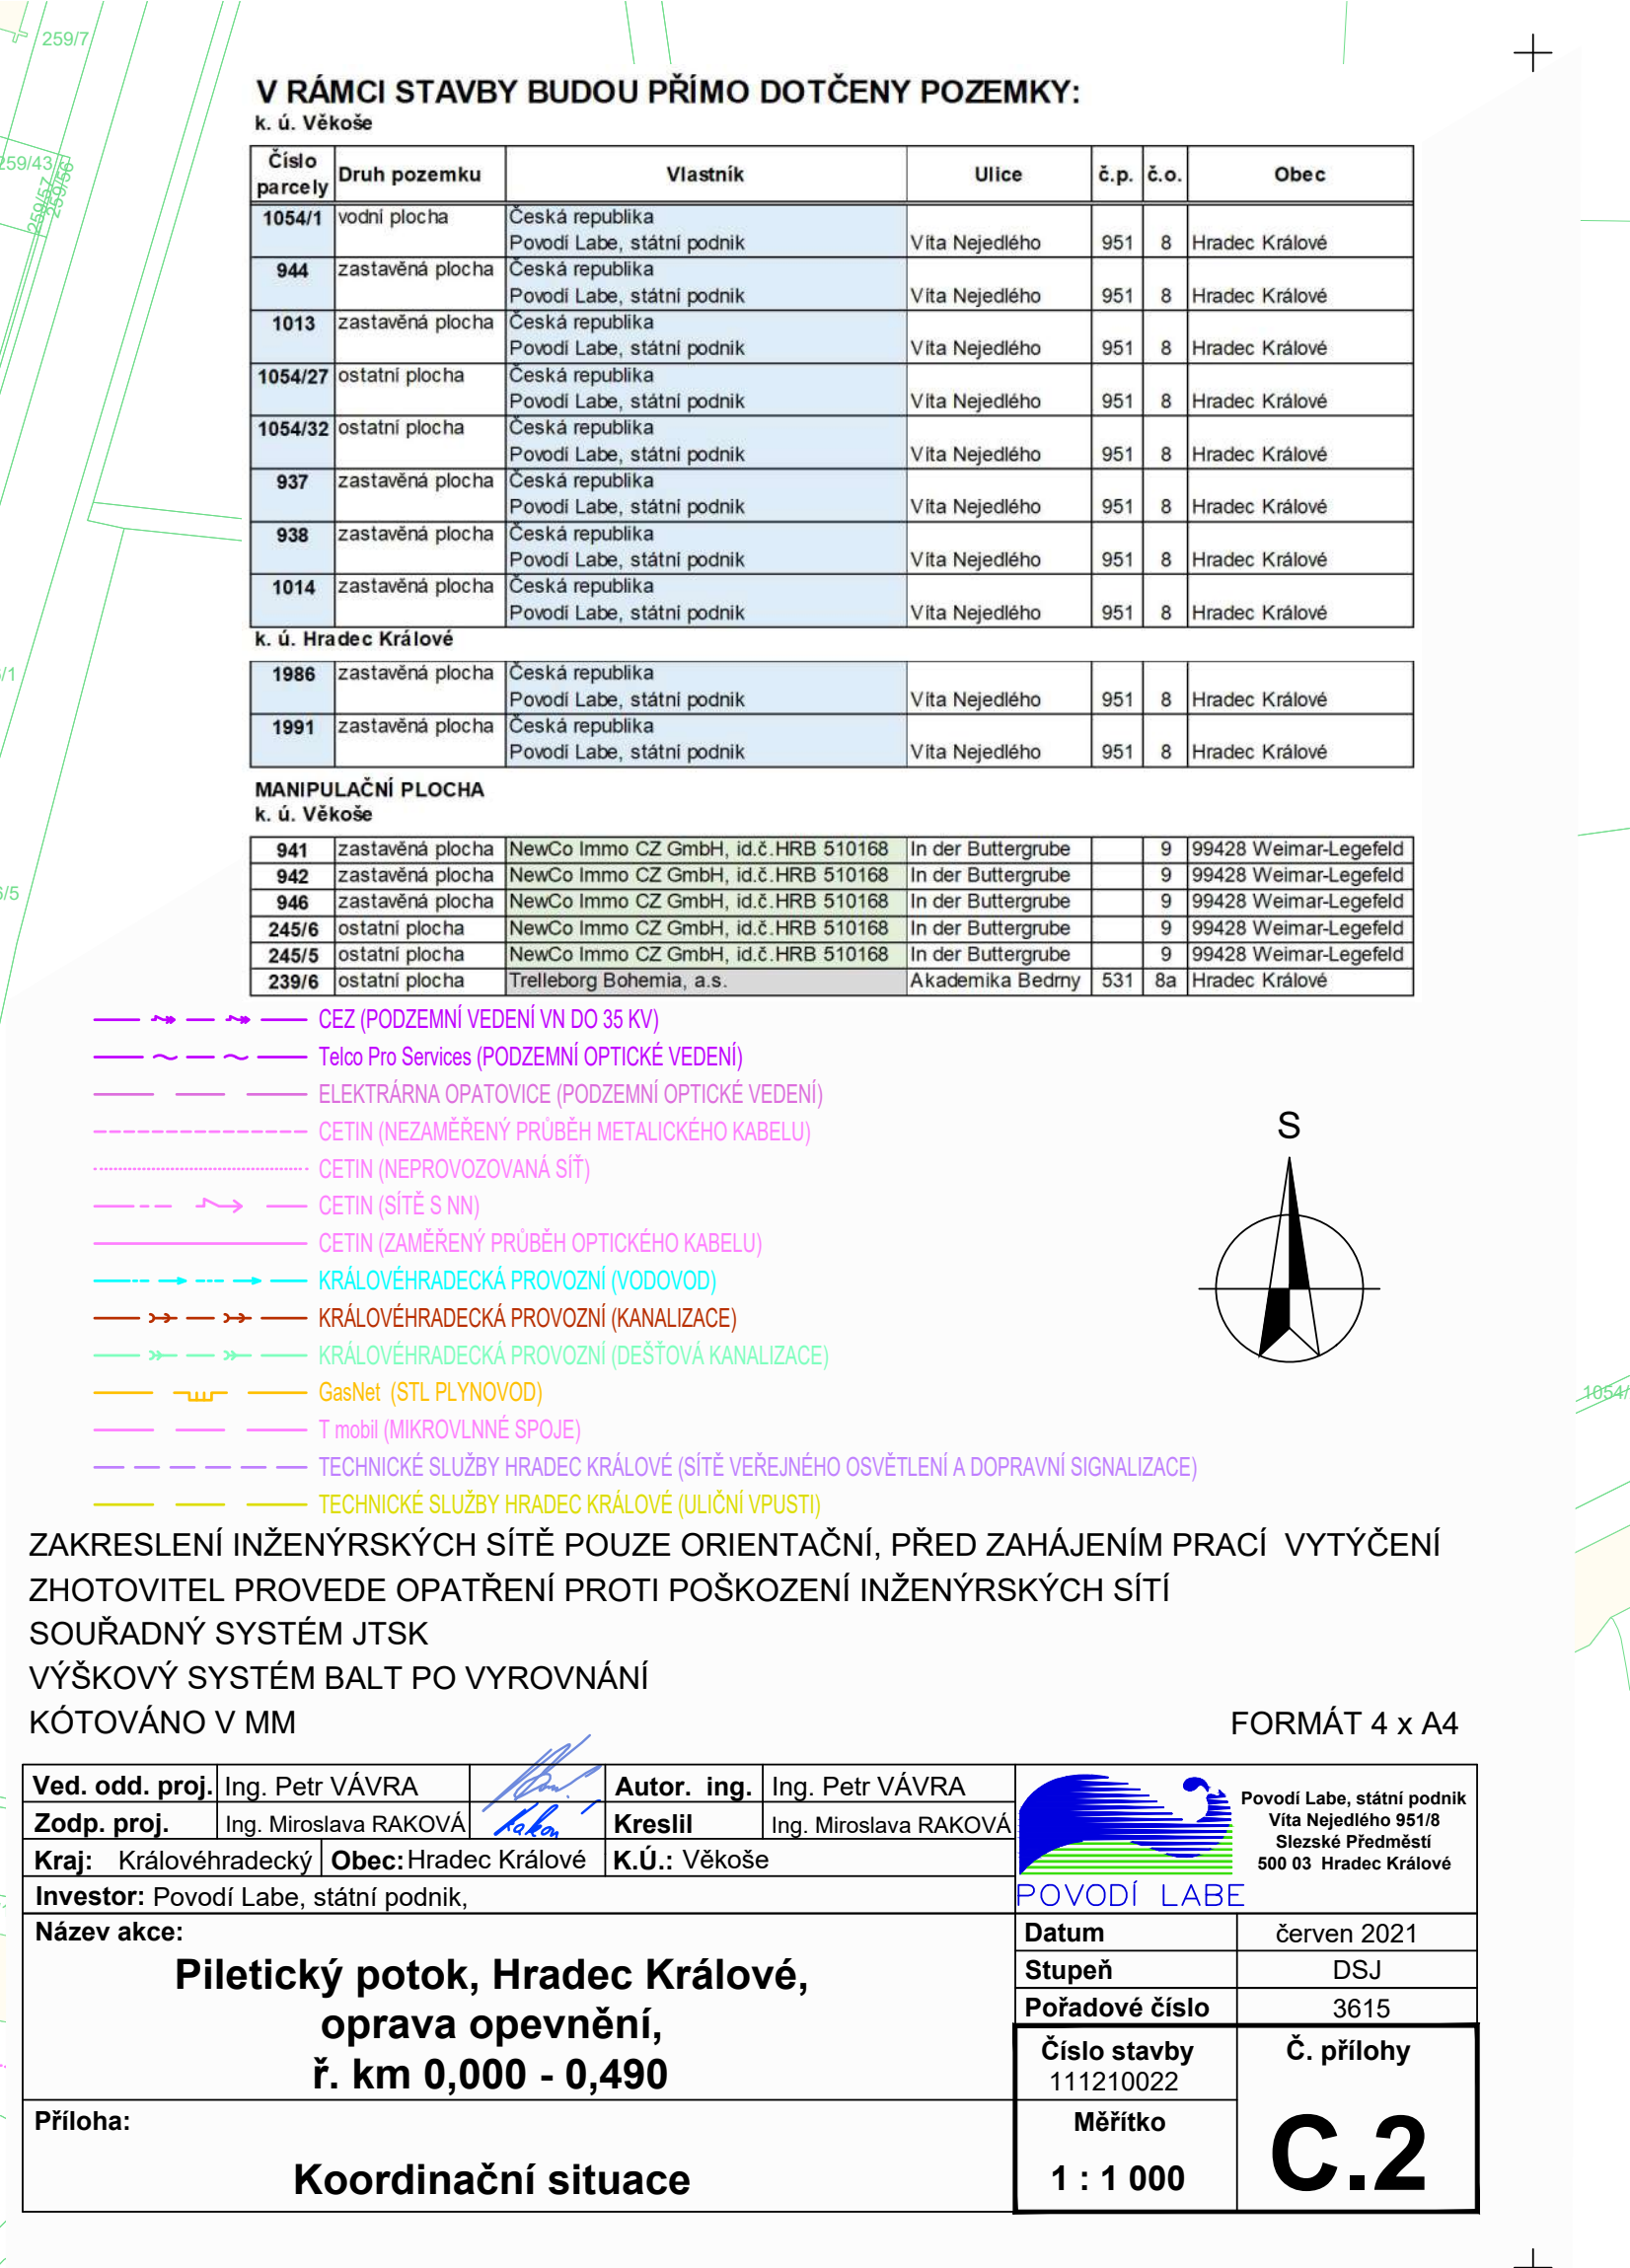 259/7
259/43
259/56
259/57
V RÁMCI STAVBY BUDOU PŘÍMO DOTČENY POZEMKY:
k. ú. Věkoše
Číslo parcely Druh pozemku Vlastník Ulice č.p. č.o. Obec
1054/1 vodní plocha Česká republika
Povodí Labe, státní podnik Víta Nejedlého 951 8 Hradec Králové
944 zastavěná plocha Česká republika
Povodí Labe, státní podnik Víta Nejedlého 951 8 Hradec Králové
1013 zastavěná plocha Česká republika
Povodí Labe, státní podnik Víta Nejedlého 951 8 Hradec Králové
1054/27 ostatní plocha Česká republika
Povodí Labe, státní podnik Víta Nejedlého 951 8 Hradec Králové
1054/32 ostatní plocha Česká republika
Povodí Labe, státní podnik Víta Nejedlého 951 8 Hradec Králové
937 zastavěná plocha Česká republika
Povodí Labe, státní podnik Víta Nejedlého 951 8 Hradec Králové
938 zastavěná plocha Česká republika
Povodí Labe, státní podnik Víta Nejedlého 951 8 Hradec Králové
1014 zastavěná plocha Česká republika
Povodí Labe, státní podnik Víta Nejedlého 951 8 Hradec Králové
k. ú. Hradec Králové
1986 zastavěná plocha Česká republika
Povodí Labe, státní podnik Víta Nejedlého 951 8 Hradec Králové
1991 zastavěná plocha Česká republika
Povodí Labe, státní podnik Víta Nejedlého 951 8 Hradec Králové
MANIPULAČNÍ PLOCHA
k. ú. Věkoše
941 zastavěná plocha NewCo Immo CZ GmbH, id.č.HRB 510168 In der Buttergrube 9 99428 Weimar-Legefeld
942 zastavěná plocha NewCo Immo CZ GmbH, id.č.HRB 510168 In der Buttergrube 9 99428 Weimar-Legefeld
946 zastavěná plocha NewCo Immo CZ GmbH, id.č.HRB 510168 In der Buttergrube 9 99428 Weimar-Legefeld
245/6 ostatní plocha NewCo Immo CZ GmbH, id.č.HRB 510168 In der Buttergrube 9 99428 Weimar-Legefeld
245/5 ostatní plocha NewCo Immo CZ GmbH, id.č.HRB 510168 In der Buttergrube 9 99428 Weimar-Legefeld
239/6 ostatní plocha Trelleborg Bohemia, a.s. Akademika Bedrny 531 8a Hradec Králové
CEZ (PODZEMNÍ VEDENÍ VN DO 35 KV)
Telco Pro Services (PODZEMNÍ OPTICKÉ VEDENÍ)
ELEKTRÁRNA OPATOVICE (PODZEMNÍ OPTICKÉ VEDENÍ)
CETIN (NEZAMĚŘENÝ PRŮBĚH METALICKÉHO KABELU)
CETIN (NEPROVOZOVANÁ SÍŤ)
CETIN (SÍTĚ S NN)
CETIN (ZAMĚŘENÝ PRŮBĚH OPTICKÉHO KABELU)
KRÁLOVÉHRADECKÁ PROVOZNÍ (VODOVOD)
KRÁLOVÉHRADECKÁ PROVOZNÍ (KANALIZACE)
KRÁLOVÉHRADECKÁ PROVOZNÍ (DEŠŤOVÁ KANALIZACE)
GasNet (STL PLYNOVOD)
T mobil (MIKROVLNNÉ SPOJE)
TECHNICKÉ SLUŽBY HRADEC KRÁLOVÉ (SÍTĚ VEŘEJNÉHO OSVĚTLENÍ A DOPRAVNÍ SIGNALIZACE)
TECHNICKÉ SLUŽBY HRADEC KRÁLOVÉ (ULIČNÍ VPUSTI)
S
1054/
ZAKRESLENÍ INŽENÝRSKÝCH SÍTĚ POUZE ORIENTAČNÍ, PŘED ZAHÁJENÍM PRACÍ VYTÝČENÍ
ZHOTOVITEL PROVEDE OPATŘENÍ PROTI POŠKOZENÍ INŽENÝRSKÝCH SÍTÍ
SOUŘADNÝ SYSTÉM JTSK
VÝŠKOVÝ SYSTÉM BALT PO VYROVNÁNÍ
KÓTOVÁNO V MM
FORMÁT 4 x A4
Ved. odd. proj. Ing. Petr VÁVRA Autor. ing. Ing. Petr VÁVRA
Zodp. proj. Ing. Miroslava RAKOVÁ Kreslil Ing. Miroslava RAKOVÁ
Kraj: Královéhradecký Obec: Hradec Králové K.Ú.: Věkoše
Investor: Povodí Labe, státní podnik,
POVODÍ LABE
Povodí Labe, státní podnik
Víta Nejedlého 951/8
Slezské Předměstí
500 03 Hradec Králové
Název akce:
Piletický potok, Hradec Králové,
oprava opevnění,
ř. km 0,000 - 0,490
Datum červen 2021
Stupeň DSJ
Pořadové číslo 3615
Číslo stavby
111210022
Č. přílohy
C.2
Měřítko
1 : 1 000
Příloha:
Koordinační situace